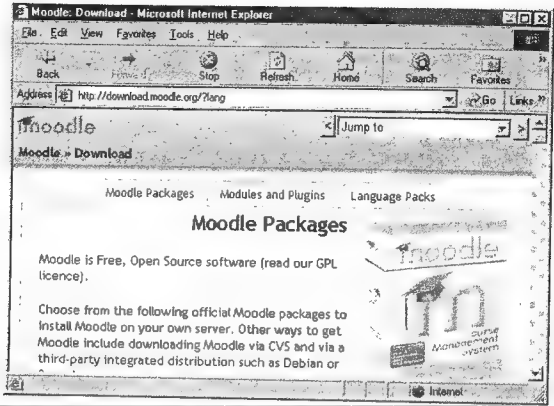 Moodle: Download - Microsoft Internet Explorer
File Edit View Favorites Tools Help
Back Forward Stop Refresh Home Search Favorites
Address http://download.moodle.org/?lang Go Links »
moodle < Jump to >
Moodle » Download
Moodle Packages Modules and Plugins Language Packs
Moodle Packages
Moodle is Free, Open Source software (read our GPL
licence).
Choose from the following official Moodle packages to
install Moodle on your own server. Other ways to get
Moodle include downloading Moodle via CVS and via a
third-party integrated distribution such as Debian or
moodle
m
Course
Management
System
Internet